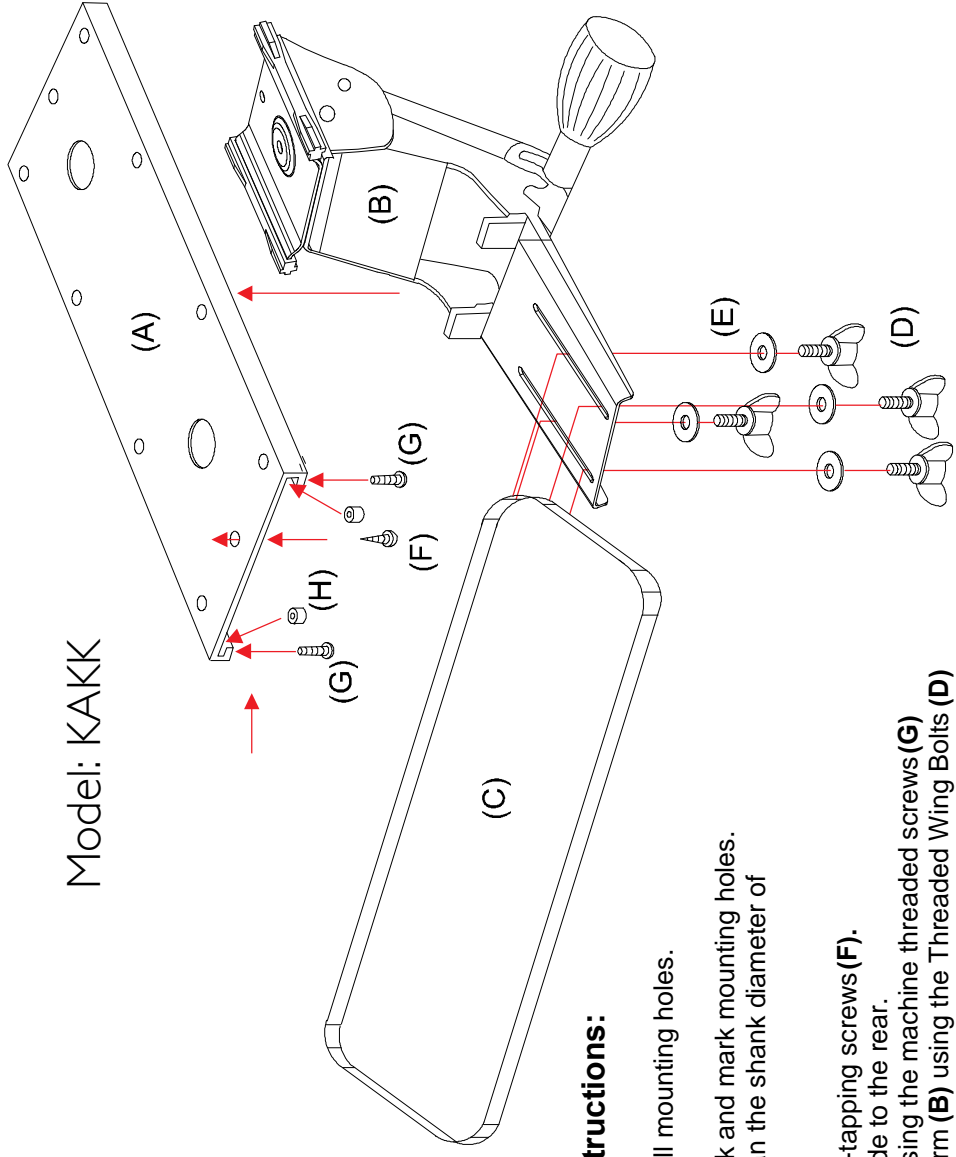 Model: KAKK
(A)
(B)
(G)
(H)
(F)
(G)
(E)
(D)
(C)
tructions:
ll mounting holes.
k and mark mounting holes.
n the shank diameter of
-tapping screws (F).
de to the rear.
sing the machine threaded screws (G)
rm (B) using the Threaded Wing Bolts (D)